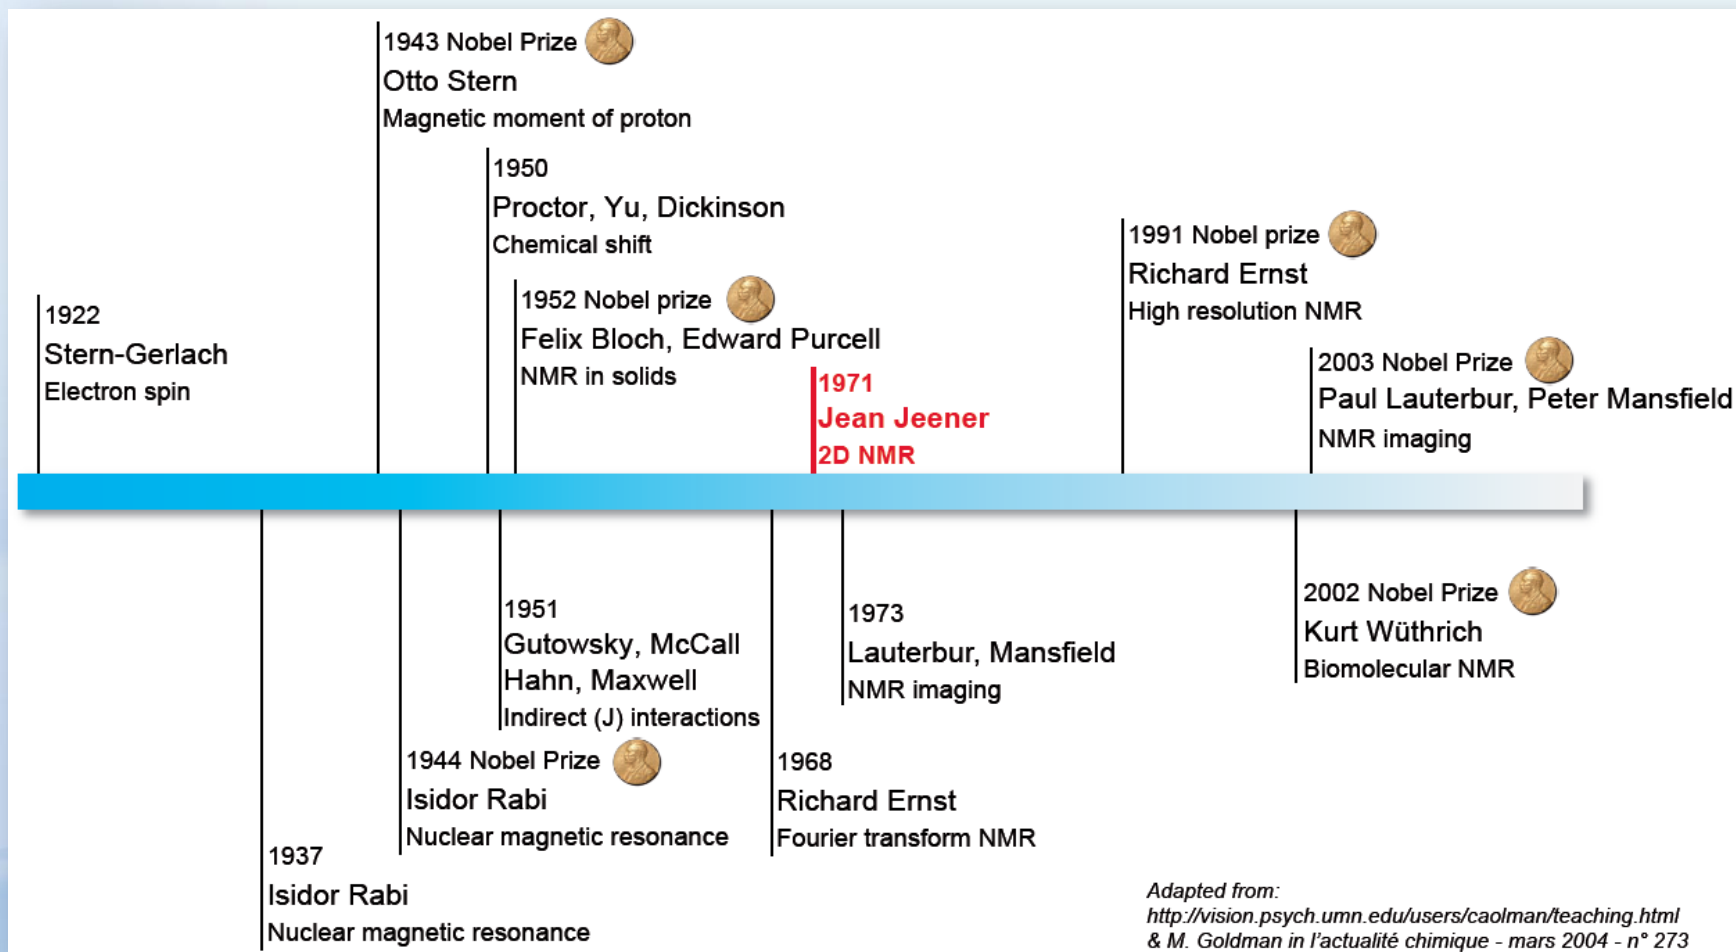 1943 Nobel Prize
Otto Stern
Magnetic moment of proton
1950
Proctor, Yu, Dickinson
Chemical shift
1991 Nobel prize
Richard Ernst
High resolution NMR
1922
Stern-Gerlach
Electron spin
1952 Nobel prize
Felix Bloch, Edward Purcell
NMR in solids
1971
Jean Jeener
2D NMR
2003 Nobel Prize
Paul Lauterbur, Peter Mansfield
NMR imaging
1951
Gutowsky, McCall
Hahn, Maxwell
Indirect (J) interactions
1973
Lauterbur, Mansfield
NMR imaging
2002 Nobel Prize
Kurt Wüthrich
Biomolecular NMR
1944 Nobel Prize
Isidor Rabi
Nuclear magnetic resonance
1968
Richard Ernst
Fourier transform NMR
1937
Isidor Rabi
Nuclear magnetic resonance
Adapted from:
http://vision.psych.umn.edu/users/caolman/teaching.html
& M. Goldman in l'actualité chimique - mars 2004 - n° 273